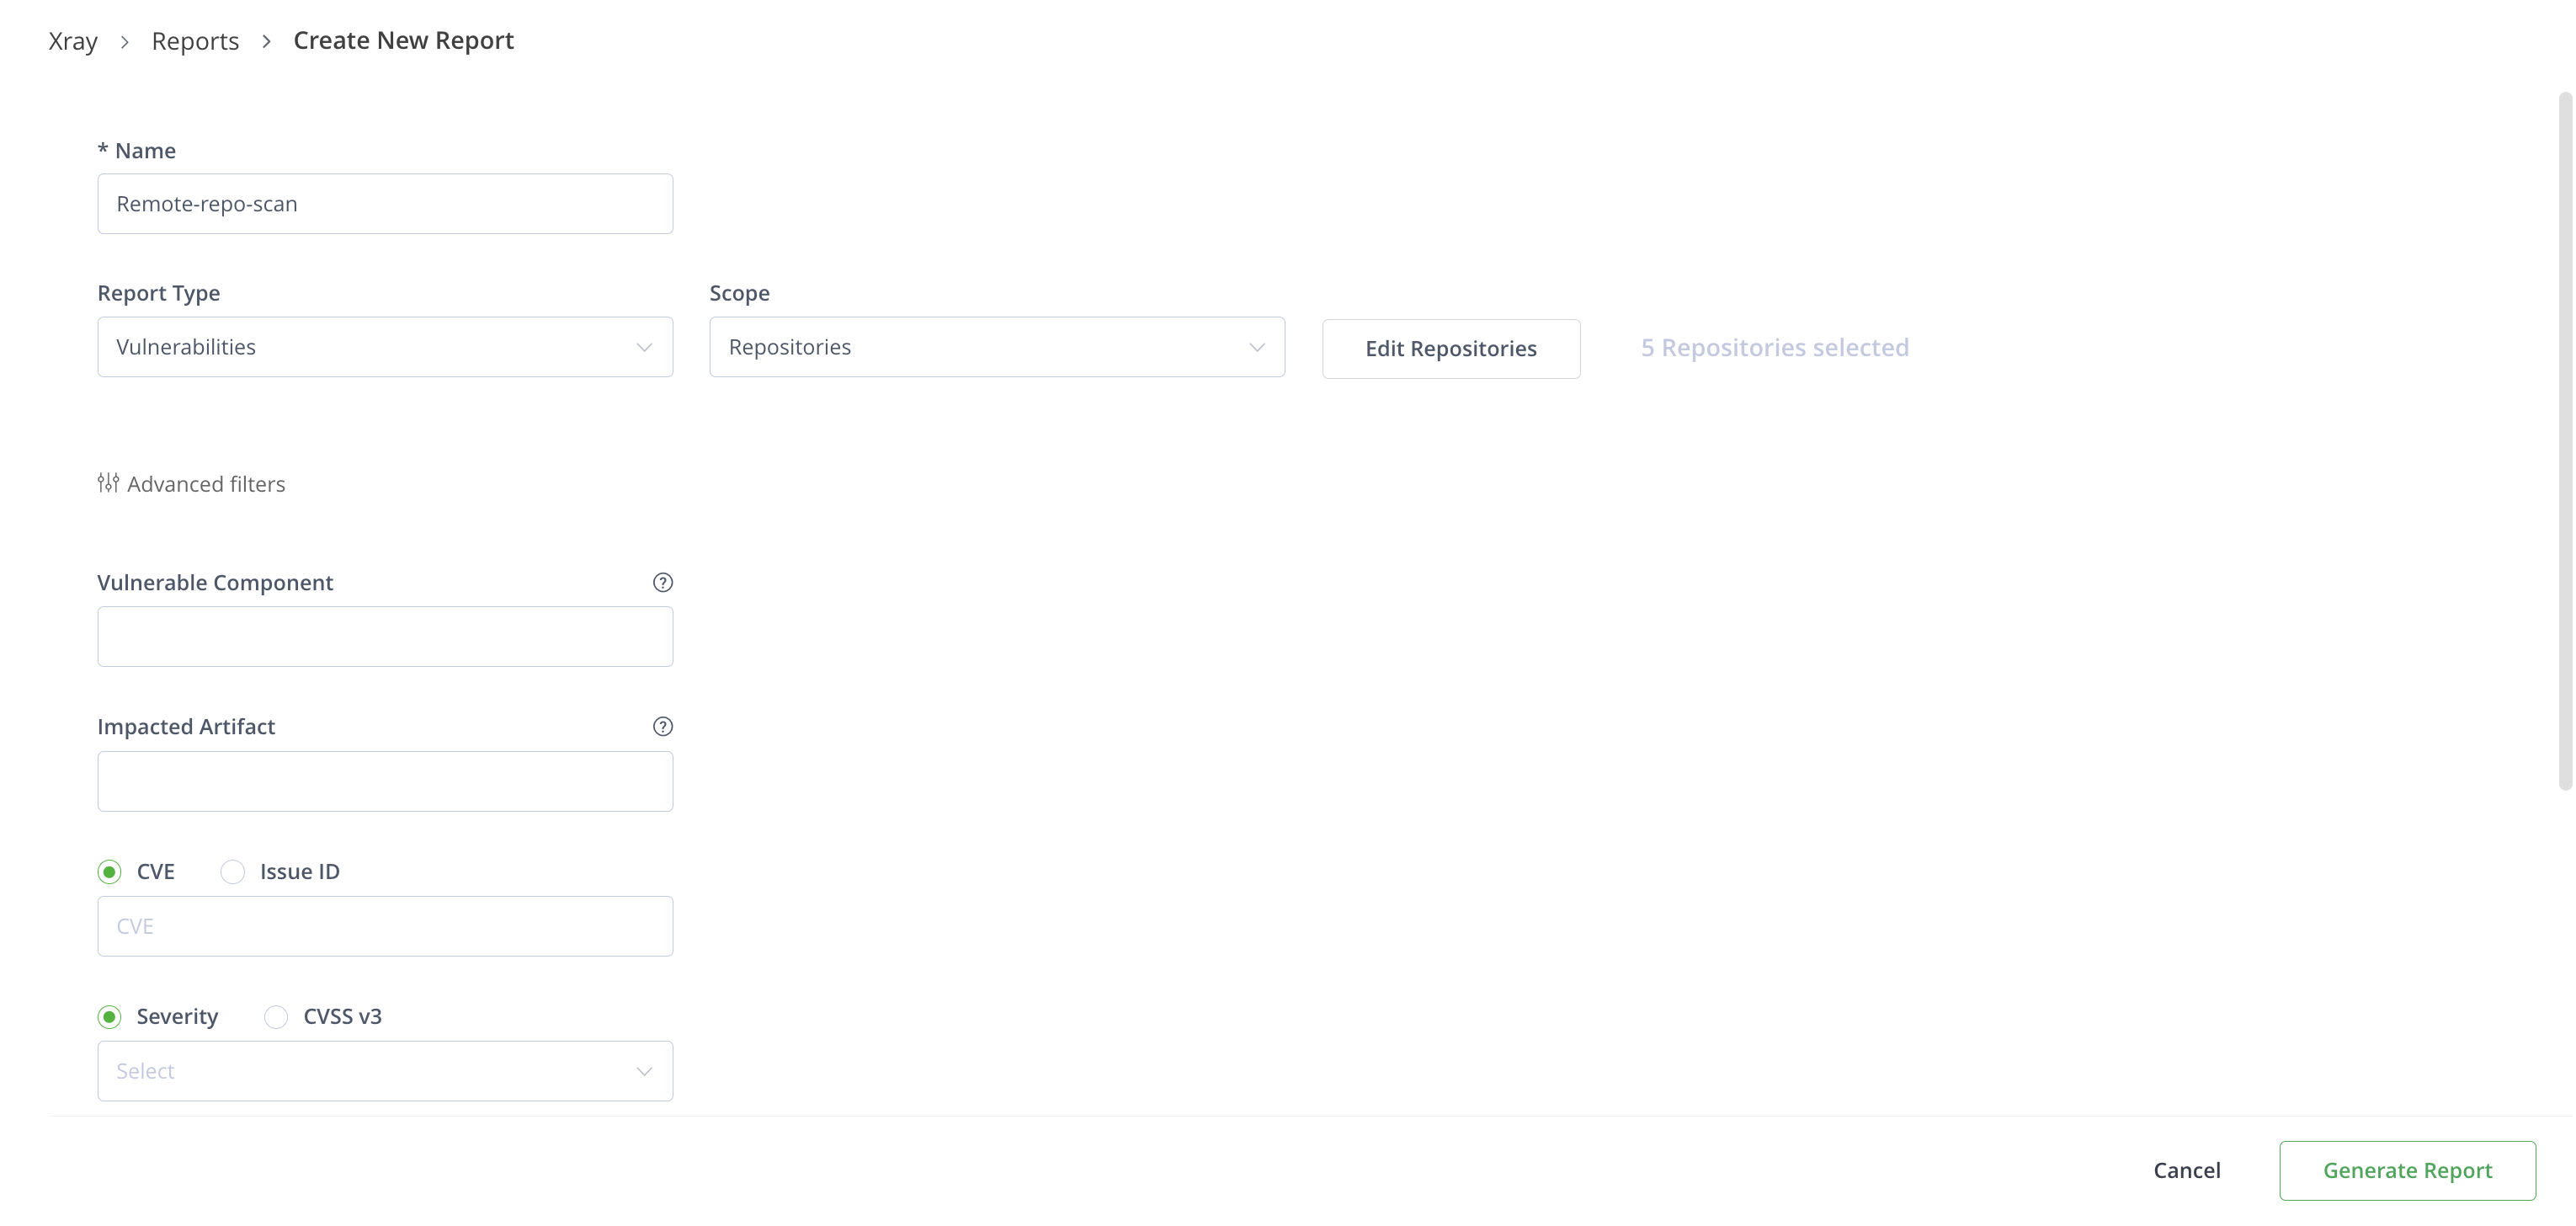 Xray > Reports > Create New Report
* Name
Remote-repo-scan
Report Type
Scope
Vulnerabilities
Repositories
Edit Repositories
5 Repositories selected
Advanced filters
Vulnerable Component
Impacted Artifact
CVE
Issue ID
CVE
Severity
CVSS v3
Select
Cancel
Generate Report